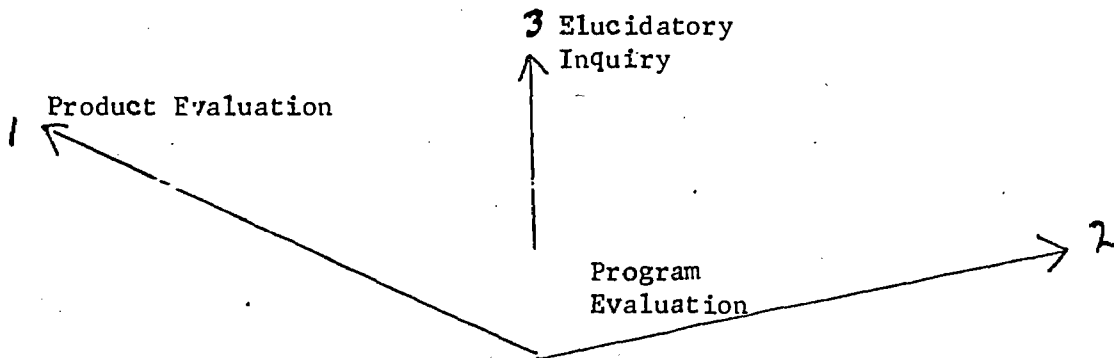 3 Elucidatory
Inquiry
Product Evaluation
1
2
Program
Evaluation